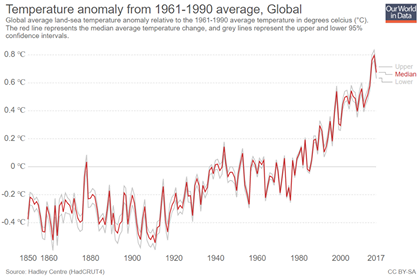 Temperature anomaly from 1961-1990 average, Global
Our World
in Data
Global average land-sea temperature anomaly relative to the 1961-1990 average temperature in degrees celcius (°C).
The red line represents the median average temperature change, and grey lines represent the upper and lower 95%
confidence intervals.
0.8 °C
Upper
Median
Lower
0.6 °C
0.4 °C
0.2 °C
0 °C
-0.2 °C
-0.4 °C
1850 1860 1880 1900 1920 1940 1960 1980 2000 2017
Source: Hadley Centre (HadCRUT4)
CC BY-SA